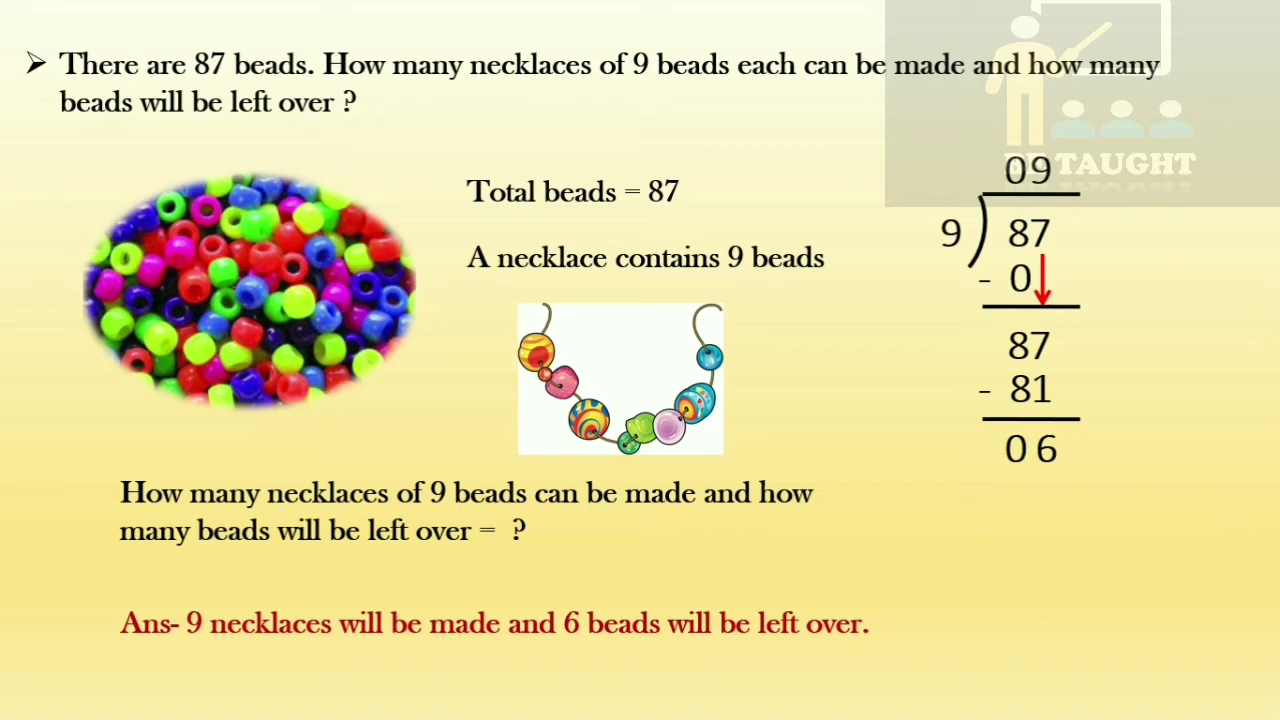 ➢ There are 87 beads. How many necklaces of 9 beads each can be made and how many
beads will be left over ?
BE TAUGHT
Total beads = 87
A necklace contains 9 beads
09
9 ) 87
- 0
87
- 81
0 6
How many necklaces of 9 beads can be made and how
many beads will be left over = ?
Ans- 9 necklaces will be made and 6 beads will be left over.